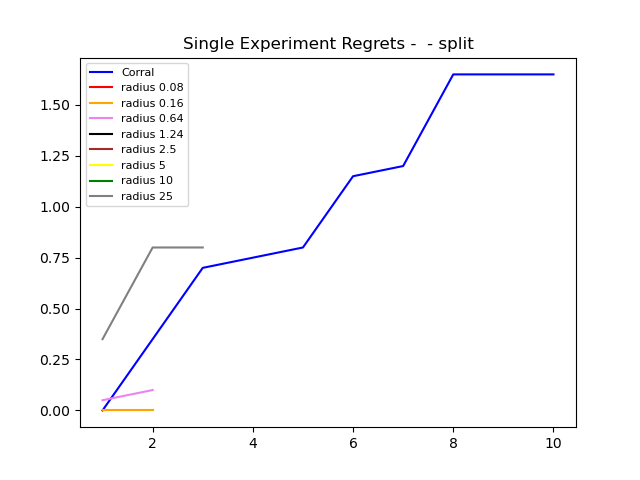 Single Experiment Regrets -  - split
Corral
radius 0.08
radius 0.16
radius 0.64
radius 1.24
radius 2.5
radius 5
radius 10
radius 25
1.50
1.25
1.00
0.75
0.50
0.25
0.00
2 4 6 8 10